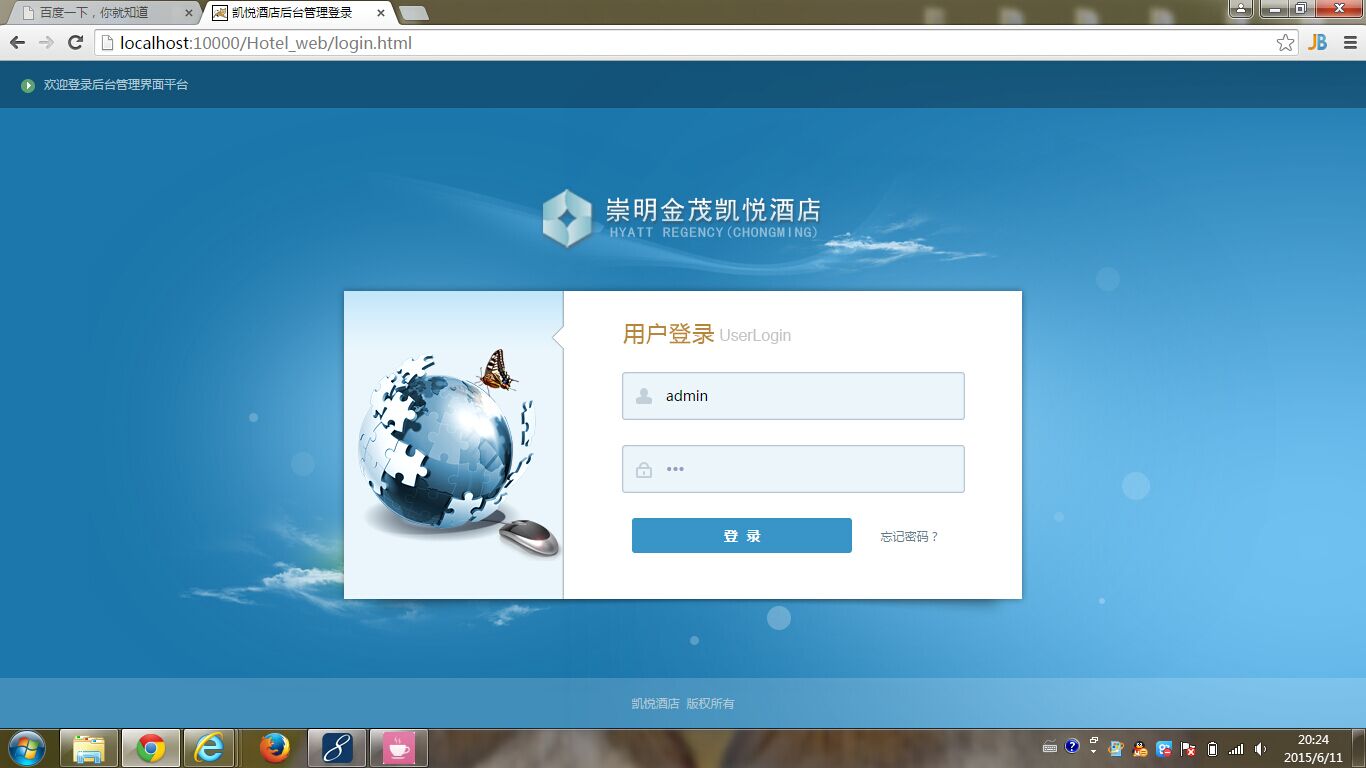 百度一下，你就知道
凯悦酒店后台管理登录
localhost:10000/Hotel_web/login.html
JB
欢迎登录后台管理界面平台
崇明金茂凯悦酒店
HYATT REGENCY(CHONGMING)
用户登录 UserLogin
admin
•••
登 录
忘记密码？
凯悦酒店 版权所有
20:24
2015/6/11